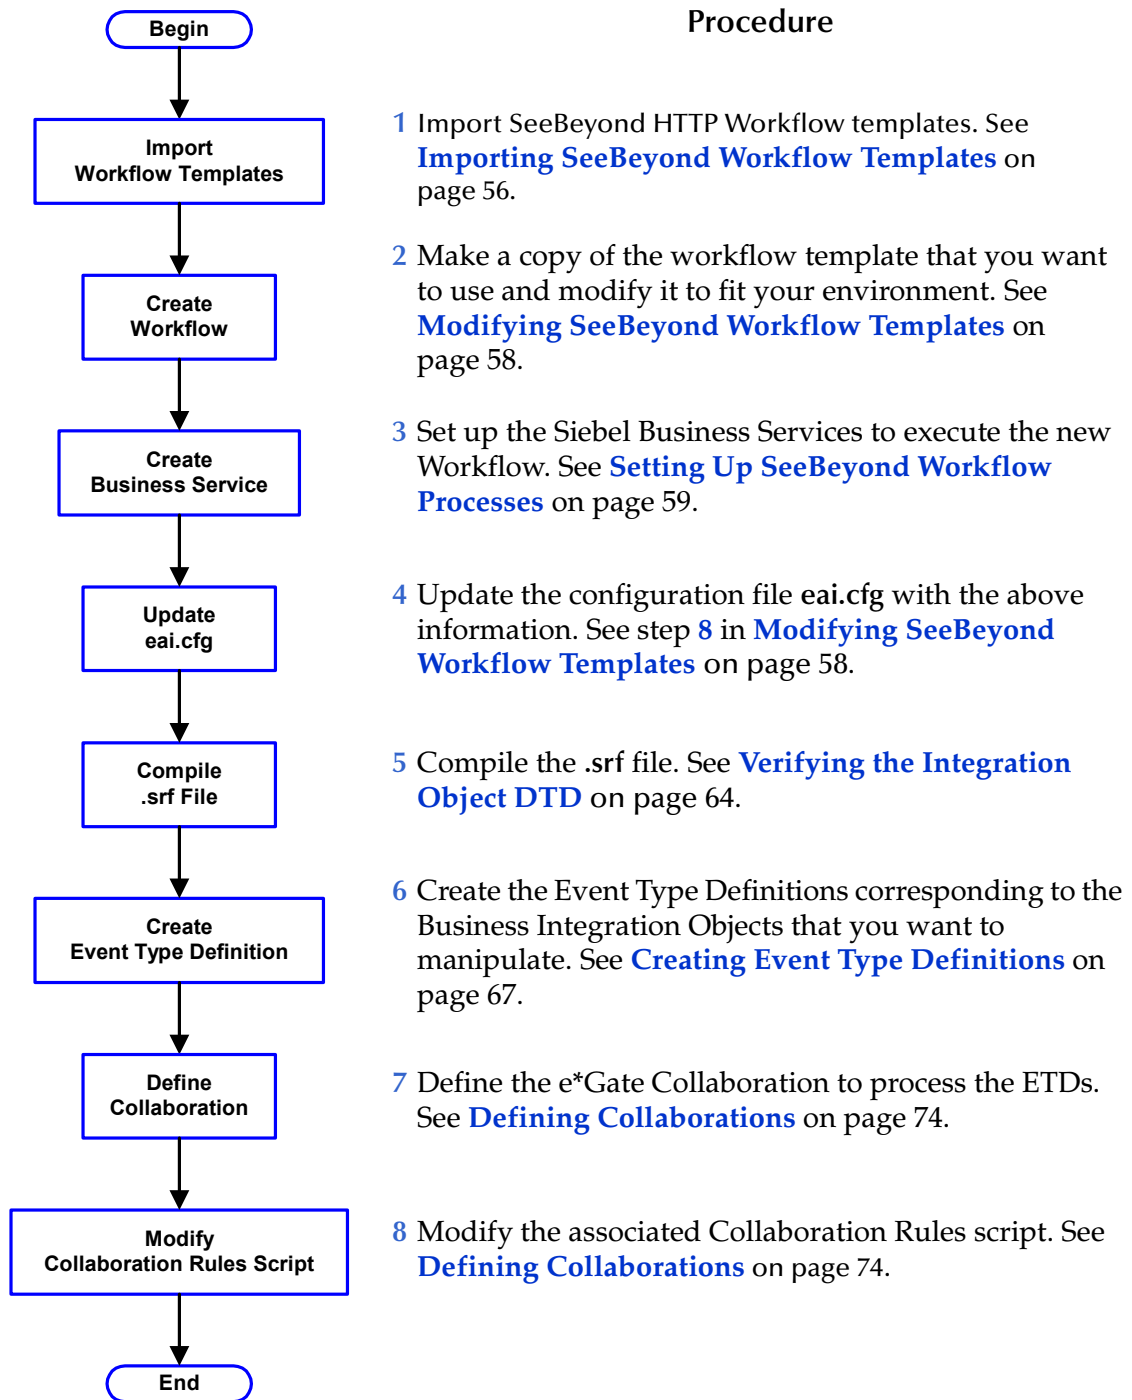 Procedure
Begin
Import
Workflow Templates
1 Import SeeBeyond HTTP Workflow templates. See
Importing SeeBeyond Workflow Templates on
page 56.
Create
Workflow
2 Make a copy of the workflow template that you want
to use and modify it to fit your environment. See
Modifying SeeBeyond Workflow Templates on
page 58.
Create
Business Service
3 Set up the Siebel Business Services to execute the new
Workflow. See Setting Up SeeBeyond Workflow
Processes on page 59.
Update
eai.cfg
4 Update the configuration file eai.cfg with the above
information. See step 8 in Modifying SeeBeyond
Workflow Templates on page 58.
Compile
.srf File
5 Compile the .srf file. See Verifying the Integration
Object DTD on page 64.
Create
Event Type Definition
6 Create the Event Type Definitions corresponding to the
Business Integration Objects that you want to
manipulate. See Creating Event Type Definitions on
page 67.
Define
Collaboration
7 Define the e*Gate Collaboration to process the ETDs.
See Defining Collaborations on page 74.
Modify
Collaboration Rules Script
8 Modify the associated Collaboration Rules script. See
Defining Collaborations on page 74.
End